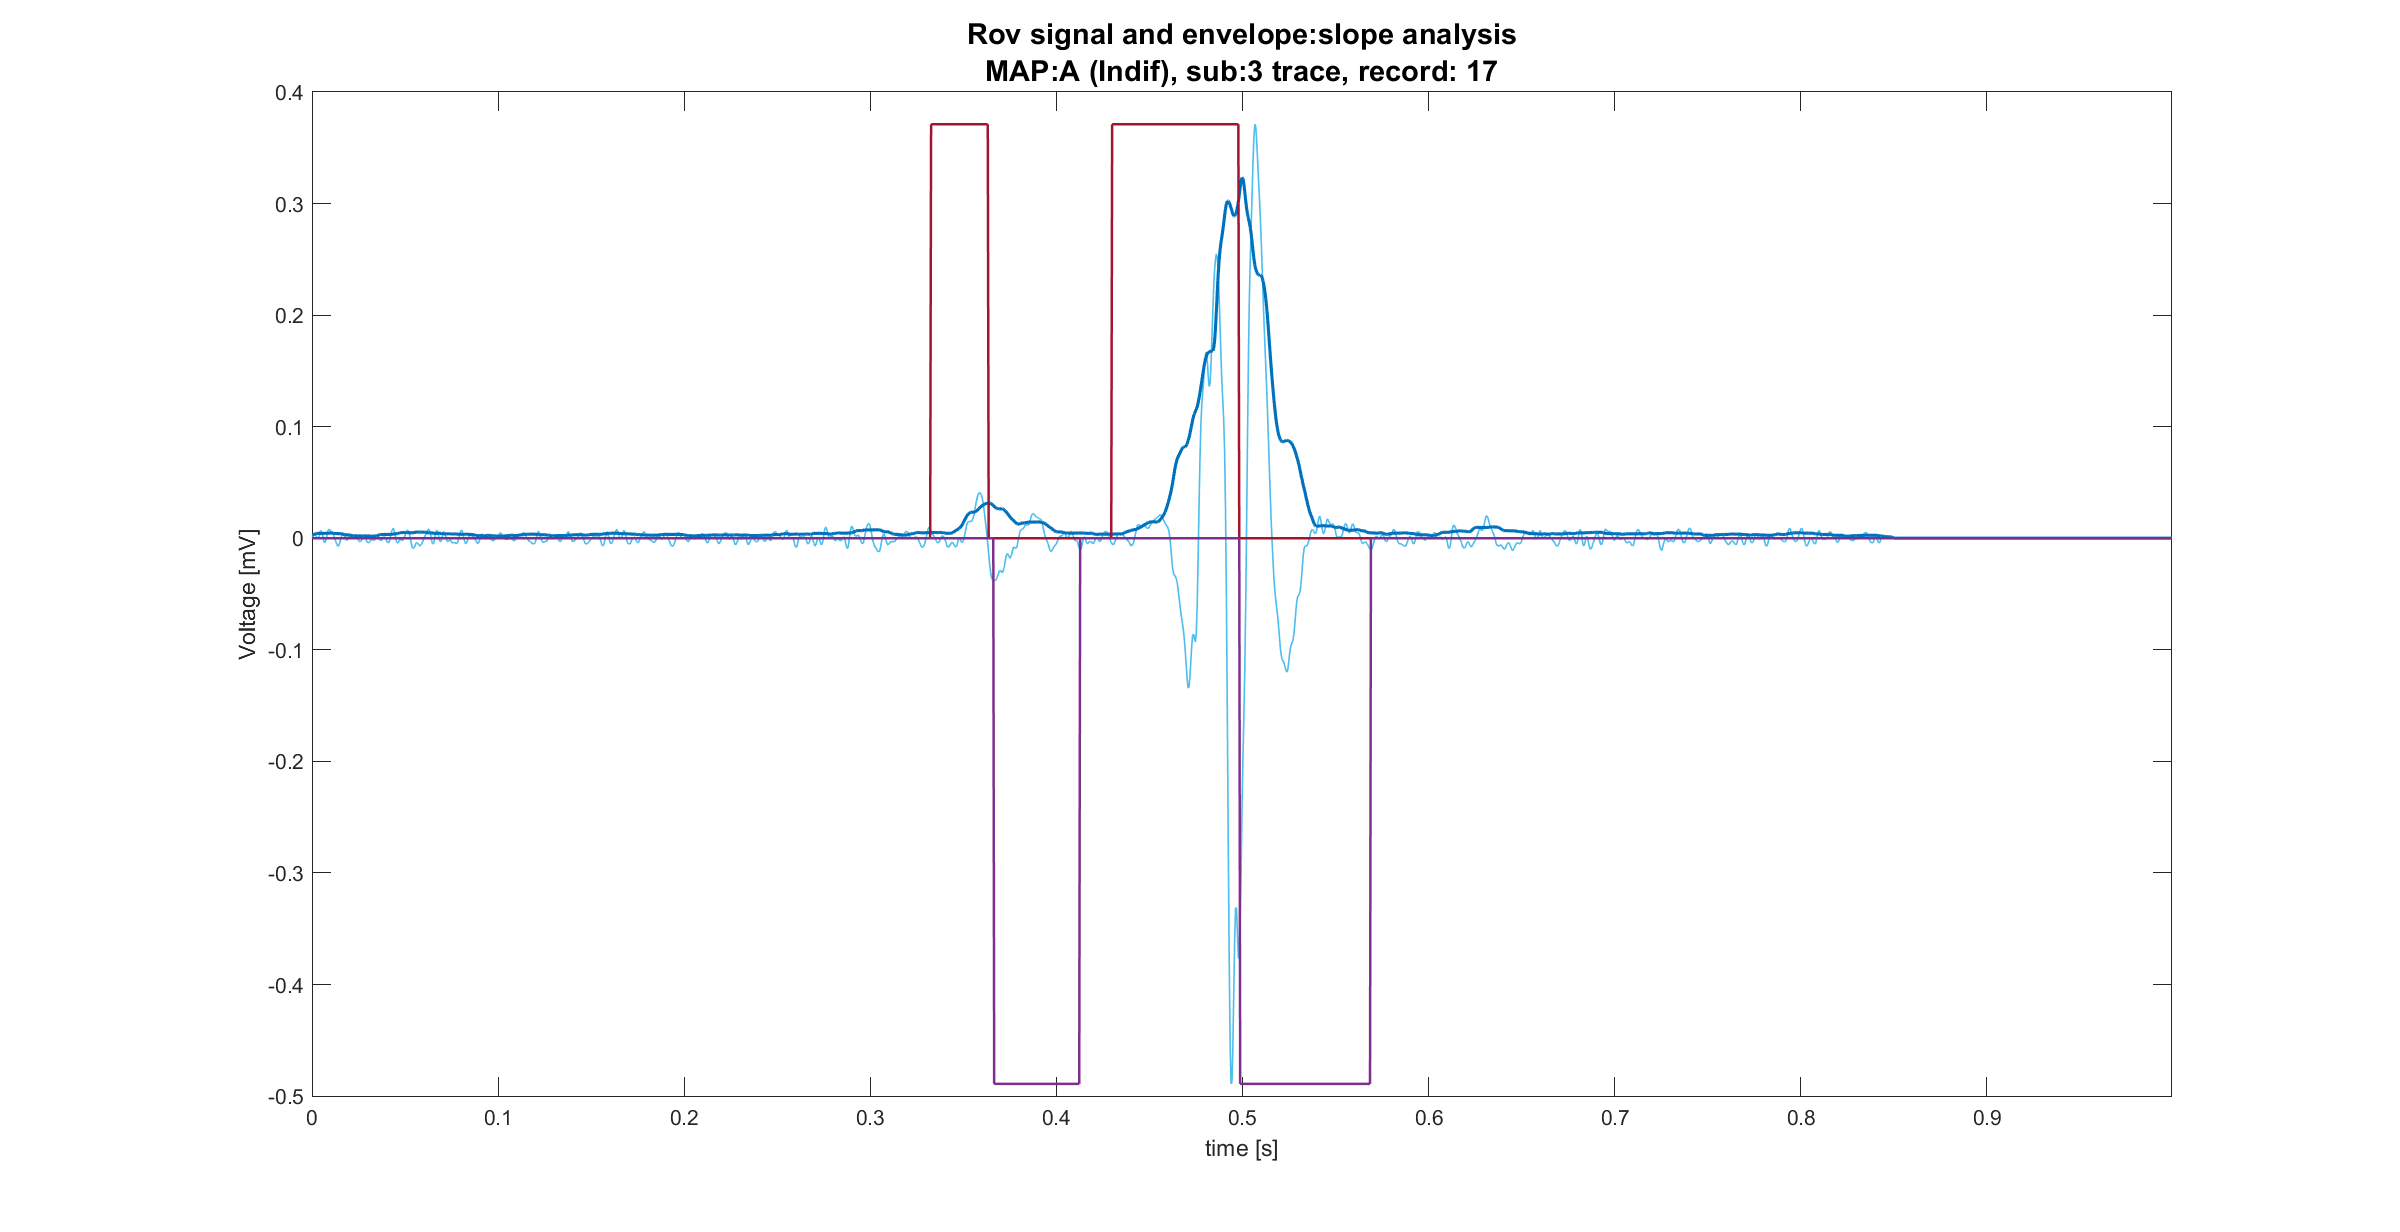 Rov signal and envelope:slope analysis
MAP:A (Indif), sub:3 trace, record: 17
0.4
0.3
0.2
0.1
0
-0.1
-0.2
-0.3
-0.4
-0.5
Voltage [mV]
0 0.1 0.2 0.3 0.4 0.5 0.6 0.7 0.8 0.9
time [s]